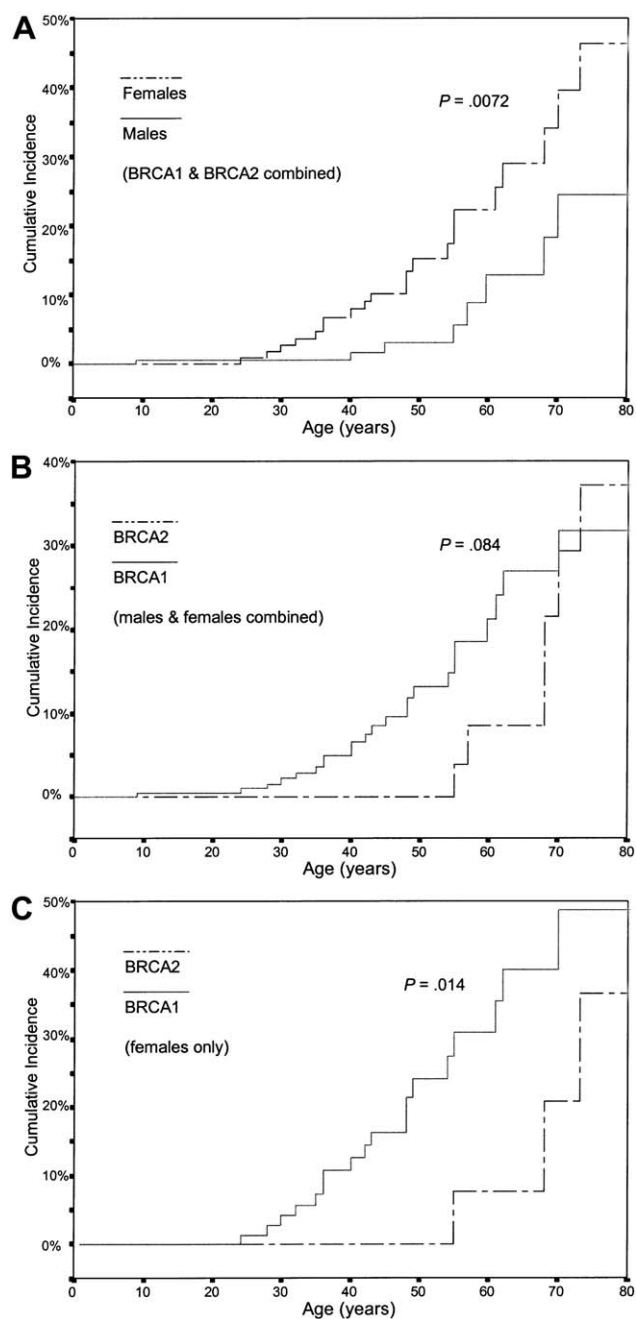 A
50%
40%
30%
20%
10%
0%
Cumulative Incidence
Females
Males
(BRCA1 & BRCA2 combined)
P = .0072
0 10 20 30 40 50 60 70 80
Age (years)
B
40%
30%
20%
10%
0%
Cumulative Incidence
BRCA2
BRCA1
(males & females combined)
P = .084
0 10 20 30 40 50 60 70 80
Age (years)
C
50%
40%
30%
20%
10%
0%
Cumulative Incidence
BRCA2
BRCA1
(females only)
P = .014
0 10 20 30 40 50 60 70 80
Age (years)